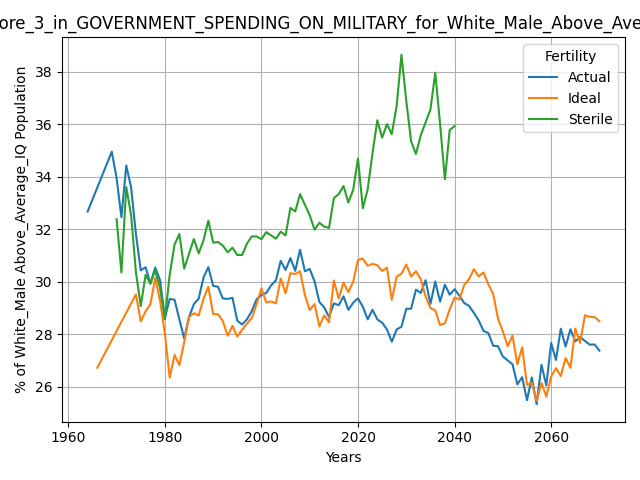 ore_3_in_GOVERNMENT_SPENDING_ON_MILITARY_for_White_Male_Above_Ave
Fertility
Actual
Ideal
Sterile
% of White_Male Above_Average_IQ Population
38
36
34
32
30
28
26
1960 1980 2000 2020 2040 2060
Years